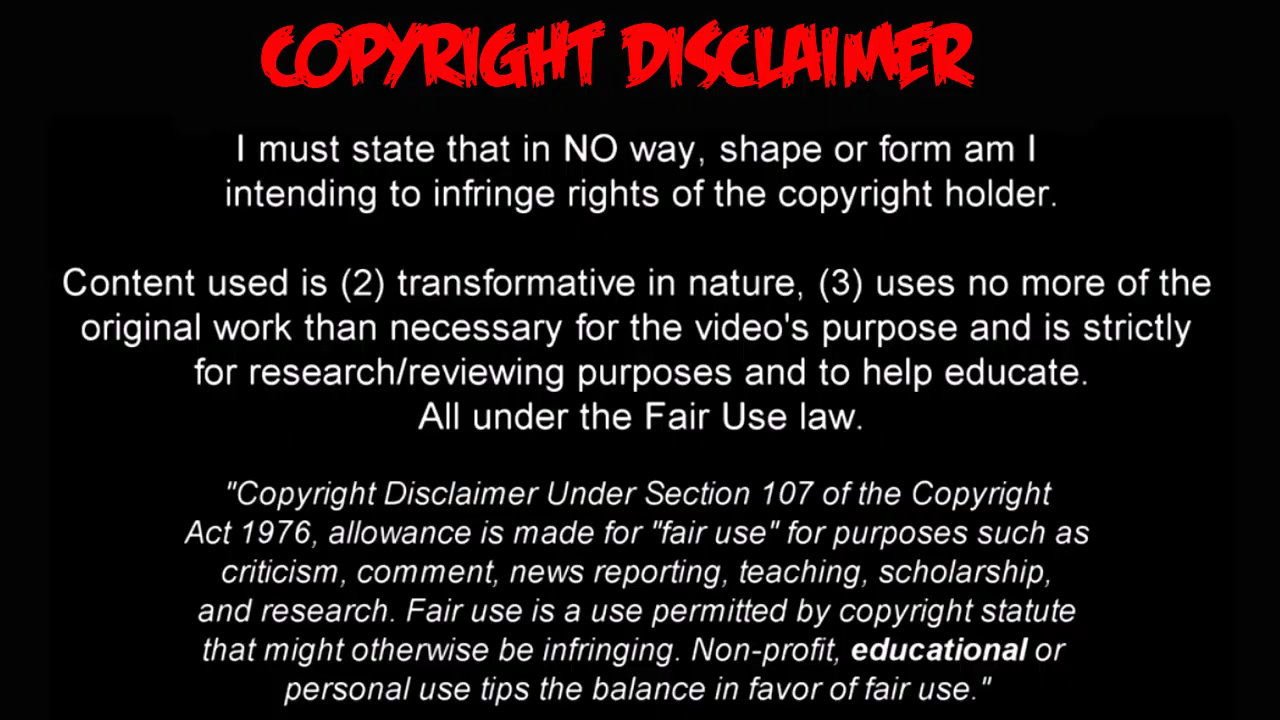 COPYRIGHT DISCLAIMER
I must state that in NO way, shape or form am I
intending to infringe rights of the copyright holder.
Content used is (2) transformative in nature, (3) uses no more of the
original work than necessary for the video's purpose and is strictly
for research/reviewing purposes and to help educate.
All under the Fair Use law.
"Copyright Disclaimer Under Section 107 of the Copyright
Act 1976, allowance is made for "fair use" for purposes such as
criticism, comment, news reporting, teaching, scholarship,
and research. Fair use is a use permitted by copyright statute
that might otherwise be infringing. Non-profit, educational or
personal use tips the balance in favor of fair use."